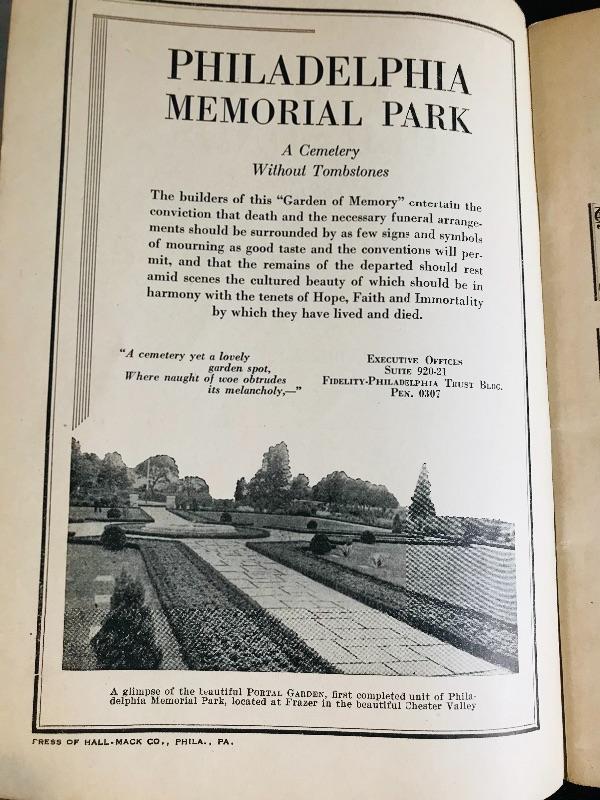 PHILADELPHIA
MEMORIAL PARK
A Cemetery
Without Tombstones
The builders of this “Garden of Memory” entertain the
conviction that death and the necessary funeral arrange-
ments should be surrounded by as few signs and symbols
of mourning as good taste and the conventions will per-
mit, and that the remains of the departed should rest
amid scenes the cultured beauty of which should be in
harmony with the tenets of Hope, Faith and Immortality
by which they have lived and died.
“A cemetery yet a lovely
garden spot,
Where naught of woe obtrudes
its melancholy,—”
EXECUTIVE OFFICES
SUITE 920-21
FIDELITY-PHILADELPHIA TRUST BLDG.
PEN. 0307
A glimpse of the beautiful PORTAL GARDEN, first completed unit of Phila-
delphia Memorial Park, located at Frazer in the beautiful Chester Valley
PRESS OF HALL-MACK CO., PHILA., PA.